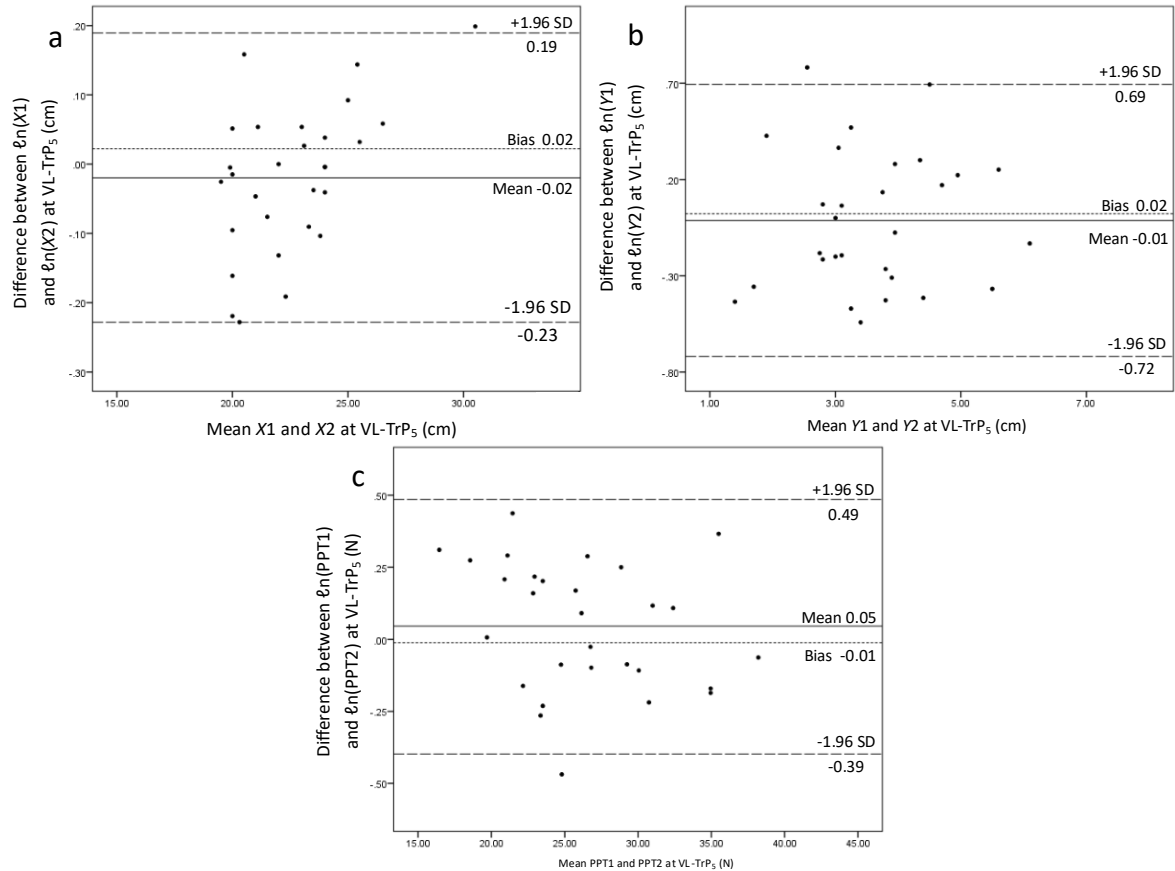 a
Difference between ℓn(X1)
and ℓn(X2) at VL-TrP₅ (cm)
.20
.10
.00
-.10
-.20
-.30
+1.96 SD
0.19
Bias 0.02
Mean -0.02
-1.96 SD
-0.23
15.00 20.00 25.00 30.00
Mean X1 and X2 at VL-TrP₅ (cm)
b
Difference between ℓn(Y1)
and ℓn(Y2) at VL-TrP₅ (cm)
.70
.20
-.30
-.80
+1.96 SD
0.69
Bias 0.02
Mean -0.01
-1.96 SD
-0.72
1.00 3.00 5.00 7.00
Mean Y1 and Y2 at VL-TrP₅ (cm)
c
Difference between ℓn(PPT1)
and ℓn(PPT2) at VL-TrP₅ (N)
.50
.25
.00
-.25
-.50
+1.96 SD
0.49
Mean 0.05
Bias -0.01
-1.96 SD
-0.39
15.00 20.00 25.00 30.00 35.00 40.00 45.00
Mean PPT1 and PPT2 at VL-TrP₅ (N)